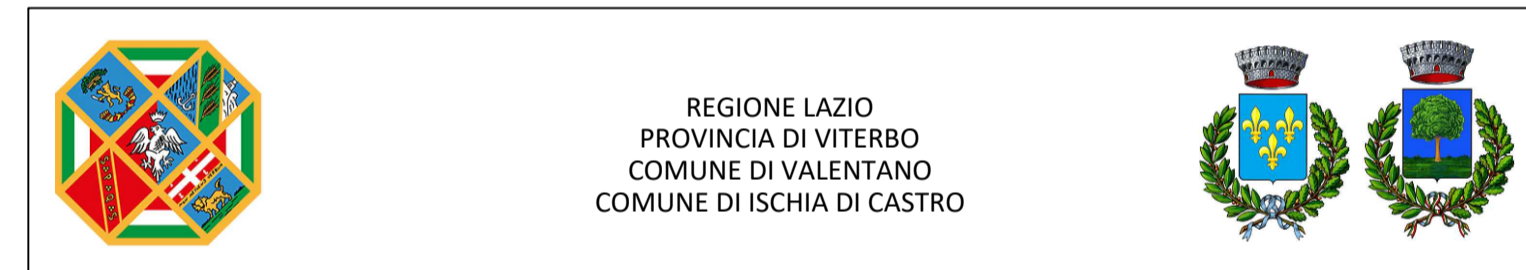 REGIONE LAZIO
PROVINCIA DI VITERBO
COMUNE DI VALENTANO
COMUNE DI ISCHIA DI CASTRO